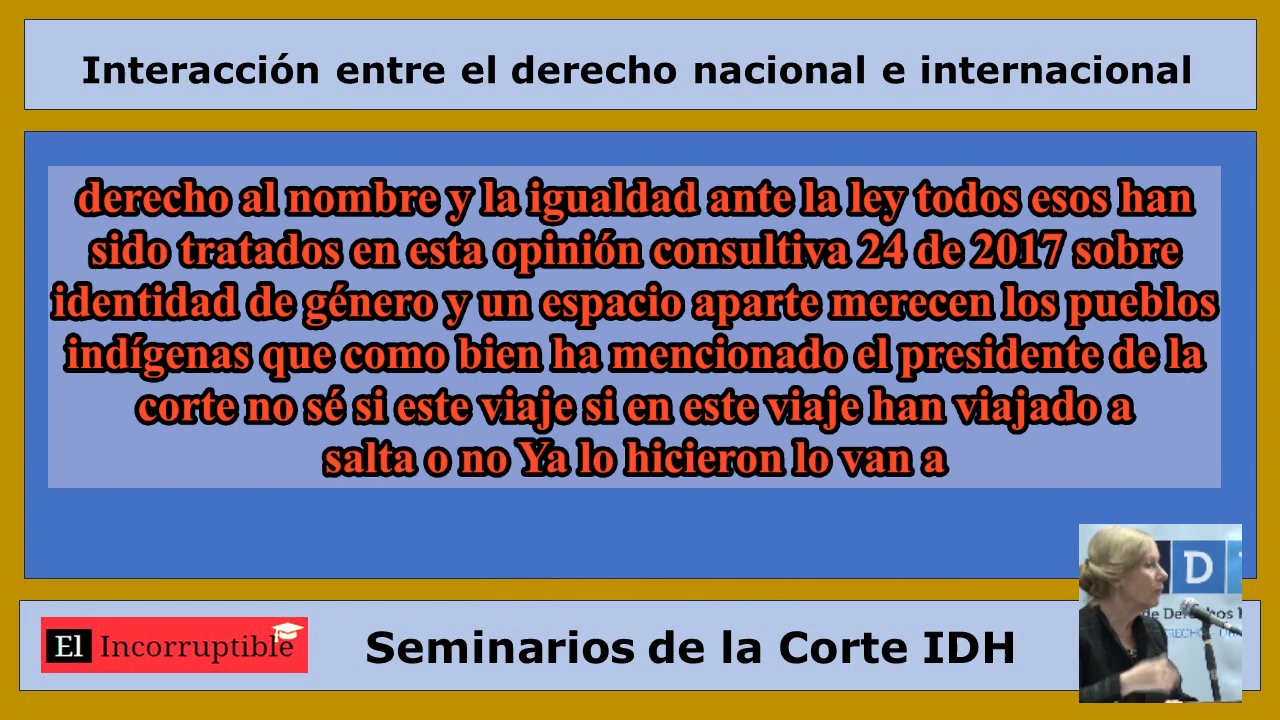 Interacción entre el derecho nacional e internacional
derecho al nombre y la igualdad ante la ley todos esos han
sido tratados en esta opinión consultiva 24 de 2017 sobre
identidad de género y un espacio aparte merecen los pueblos
indígenas que como bien ha mencionado el presidente de la
corte no sé si este viaje si en este viaje han viajado a
salta o no Ya lo hicieron lo van a
D
de Derechos
El Incorruptible
Seminarios de la Corte IDH